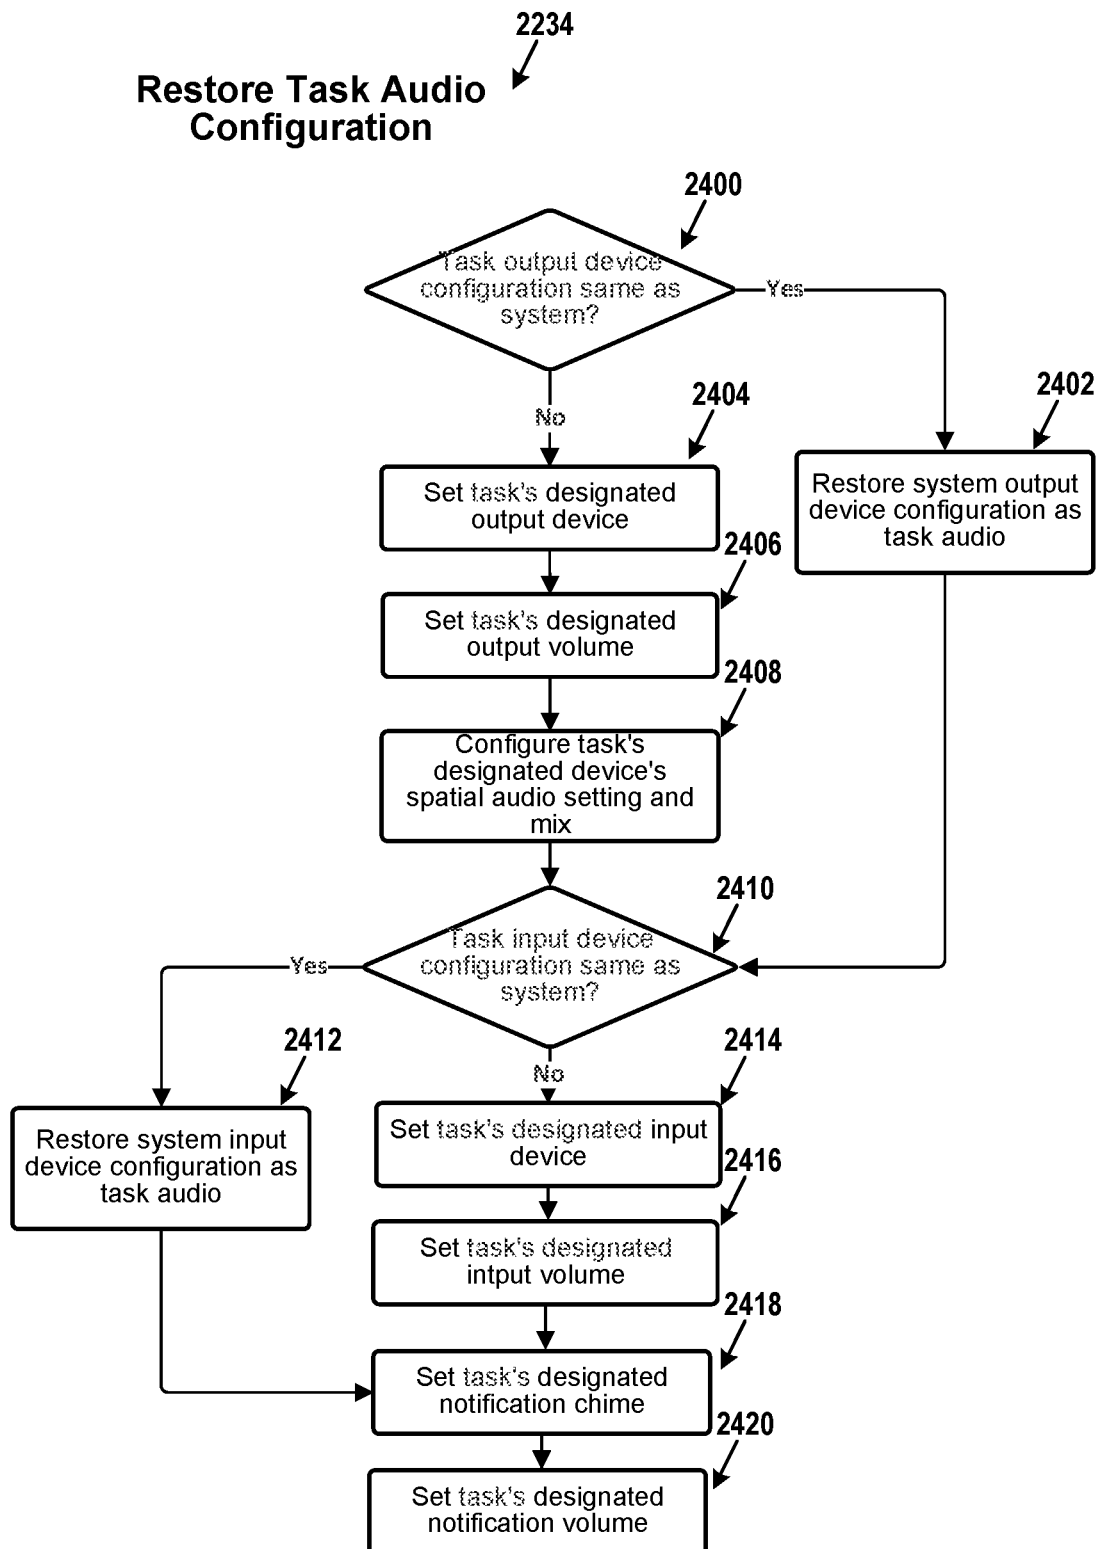 2234
Restore Task Audio
Configuration
2400
Task output device
configuration same as
system?
Yes
2404
2402
No
Set task's designated
output device
Restore system output
device configuration as
task audio
2406
Set task's designated
output volume
2408
Configure task's
designated device's
spatial audio setting and
mix
2410
Task input device
configuration same as
system?
Yes
2412
2414
No
Restore system input
device configuration as
task audio
Set task's designated input
device
2416
Set task's designated
intput volume
2418
Set task's designated
notification chime
2420
Set task's designated
notification volume